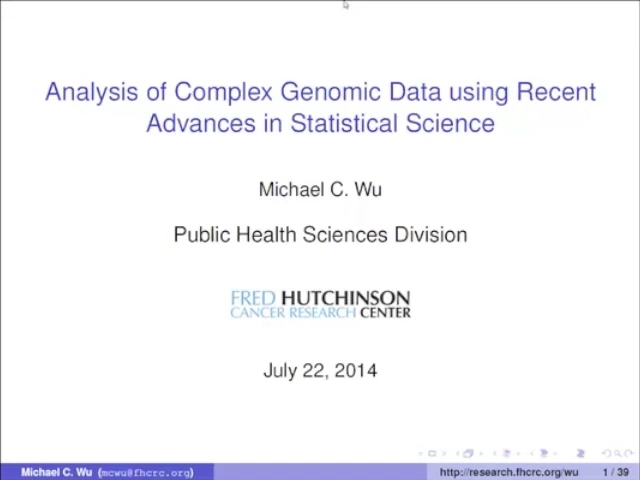 Analysis of Complex Genomic Data using Recent
Advances in Statistical Science
Michael C. Wu
Public Health Sciences Division
FRED HUTCHINSON
CANCER RESEARCH CENTER
July 22, 2014
Michael C. Wu (mcwu@fhcrc.org) http://research.fhcrc.org/wu 1 / 39